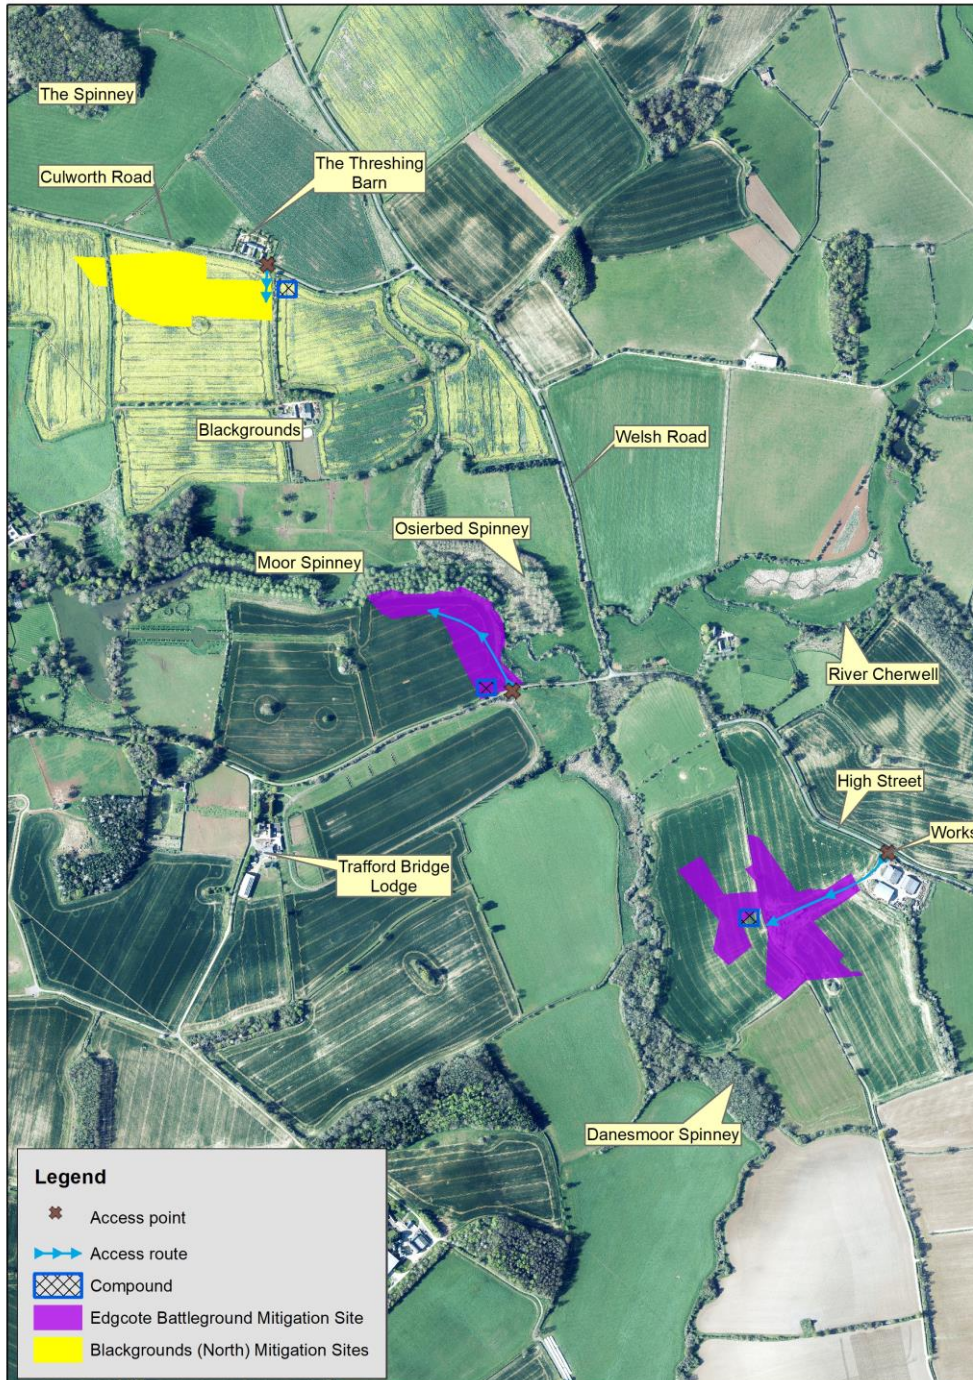 The Spinney
The Threshing
Barn
Culworth Road
Blackgrounds
Welsh Road
Osierbed Spinney
Moor Spinney
River Cherwell
High Street
Works
Trafford Bridge
Lodge
Danesmoor Spinney
Legend
Access point
Access route
Compound
Edgcote Battleground Mitigation Site
Blackgrounds (North) Mitigation Sites